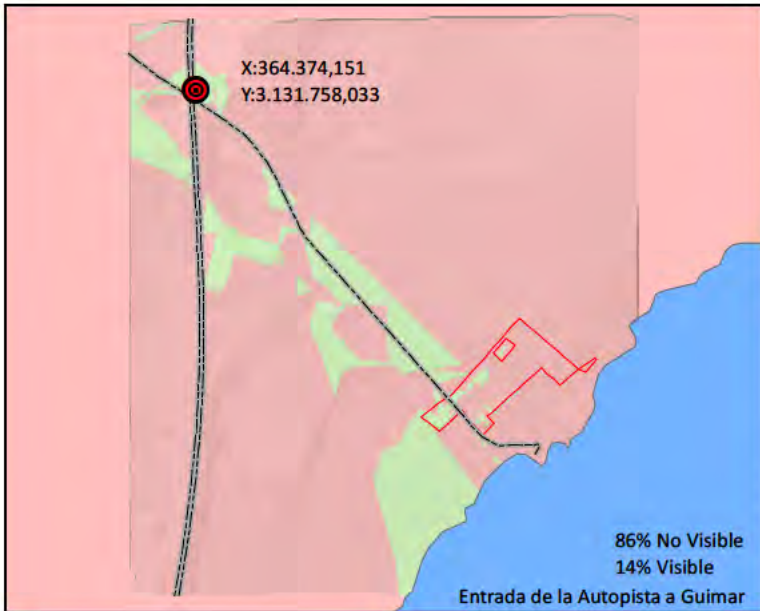 X:364.374,151
Y:3.131.758,033
86% No Visible
14% Visible
Entrada de la Autopista a Guimar